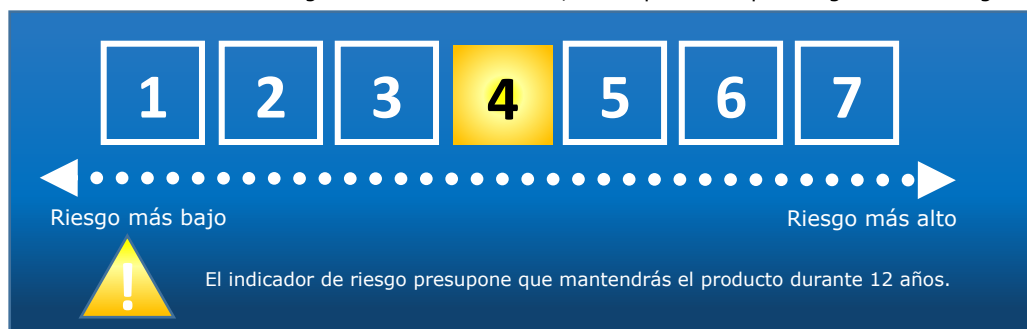 1 2 3 4 5 6 7
Riesgo más bajo Riesgo más alto
!
El indicador de riesgo presupone que mantendrás el producto durante 12 años.